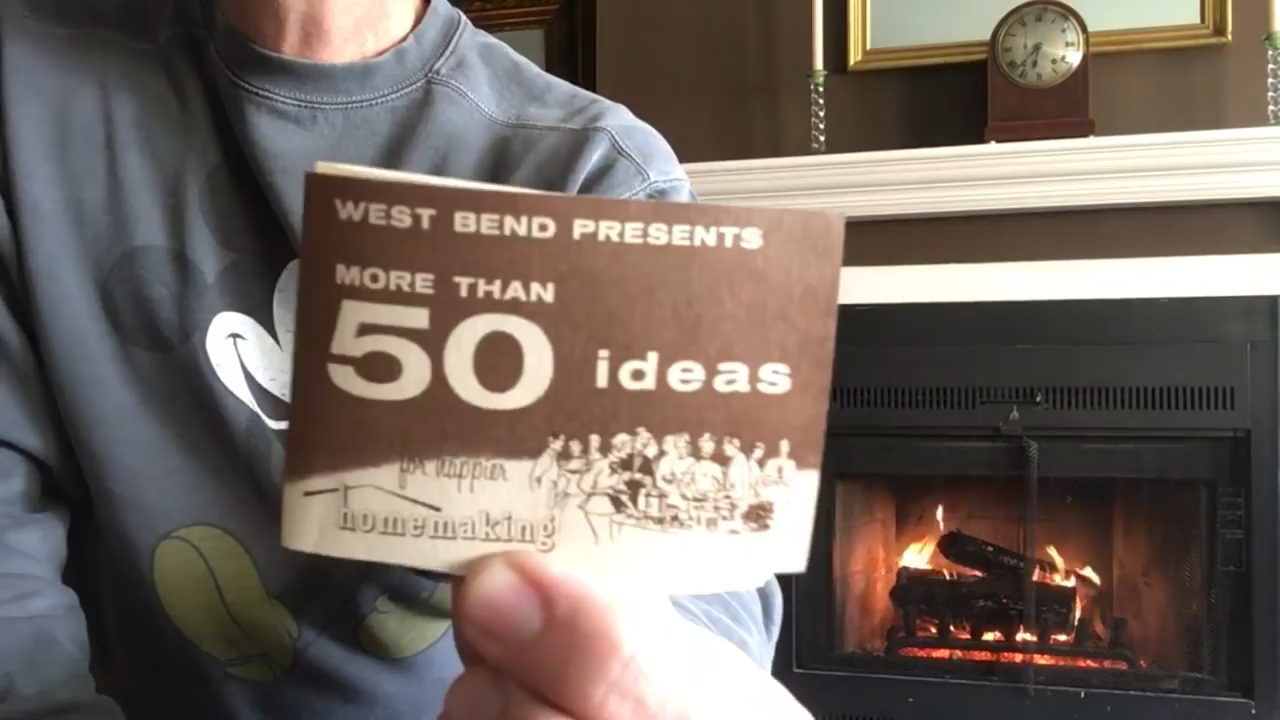 WEST BEND PRESENTS
MORE THAN
50 ideas
for happier
homemaking